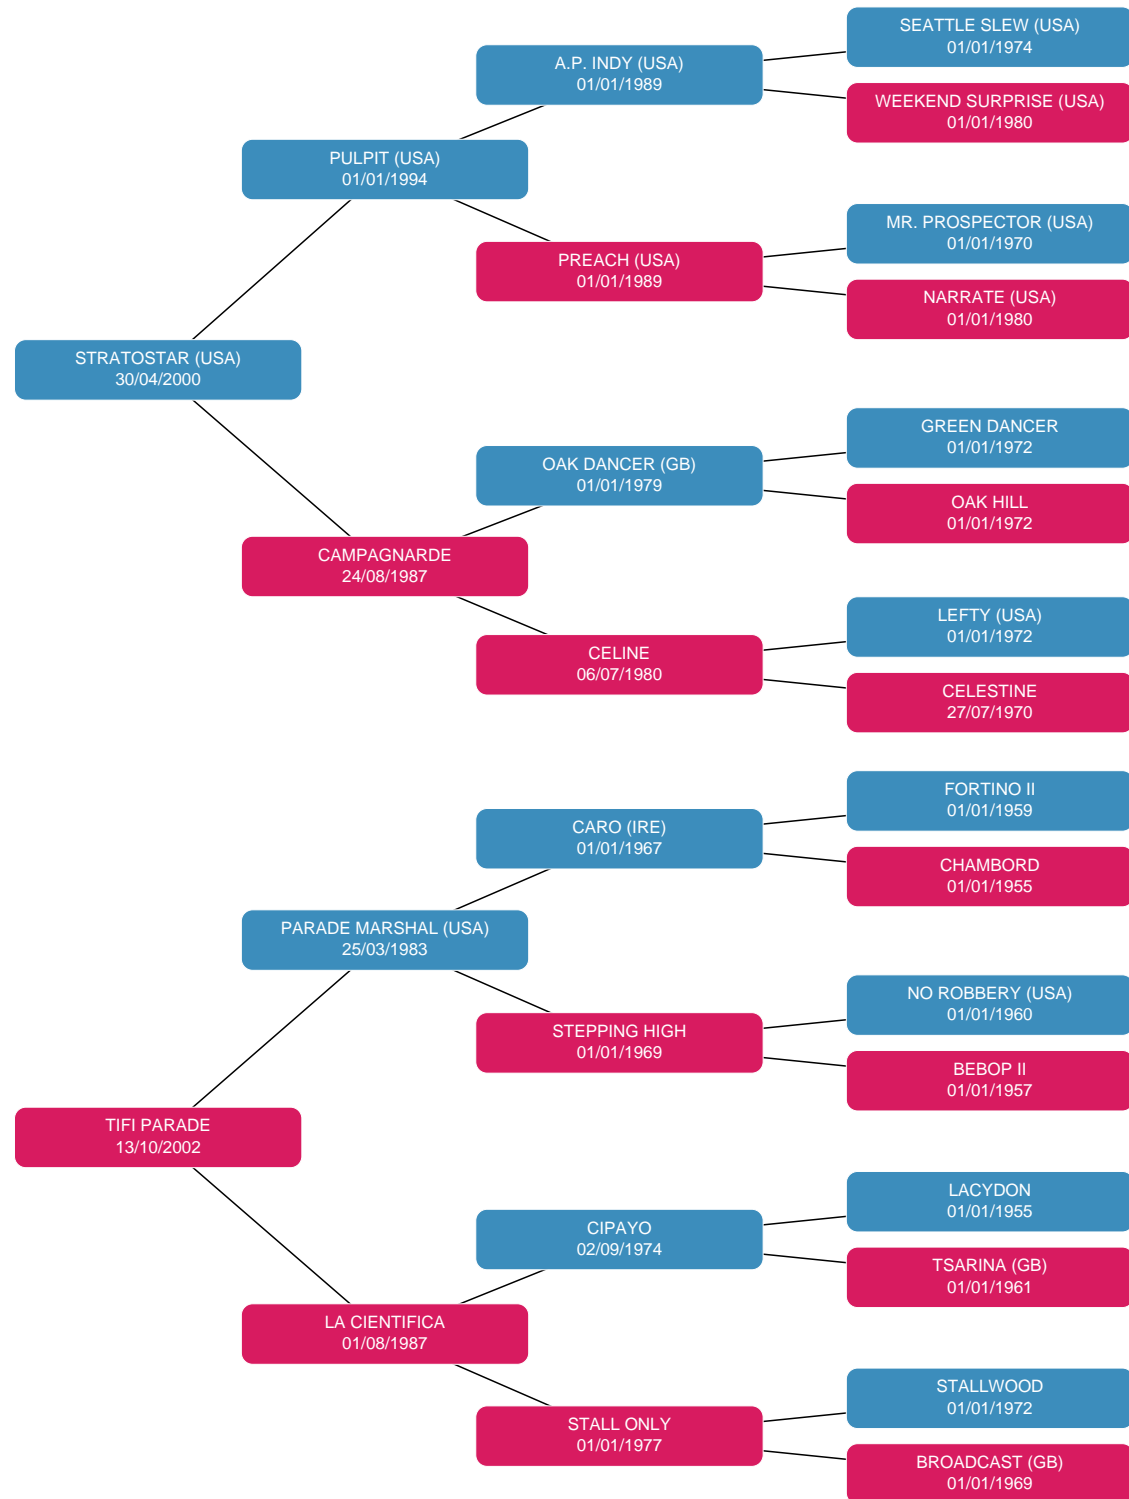 SEATTLE SLEW (USA)
01/01/1974
A.P. INDY (USA)
01/01/1989
WEEKEND SURPRISE (USA)
01/01/1980
PULPIT (USA)
01/01/1994
MR. PROSPECTOR (USA)
01/01/1970
PREACH (USA)
01/01/1989
NARRATE (USA)
01/01/1980
STRATOSTAR (USA)
30/04/2000
GREEN DANCER
01/01/1972
OAK DANCER (GB)
01/01/1979
OAK HILL
01/01/1972
CAMPAGNARDE
24/08/1987
LEFTY (USA)
01/01/1972
CELINE
06/07/1980
CELESTINE
27/07/1970
FORTINO II
01/01/1959
CARO (IRE)
01/01/1967
CHAMBORD
01/01/1955
PARADE MARSHAL (USA)
25/03/1983
NO ROBBERY (USA)
01/01/1960
STEPPING HIGH
01/01/1969
BEBOP II
01/01/1957
TIFI PARADE
13/10/2002
LACYDON
01/01/1955
CIPAYO
02/09/1974
TSARINA (GB)
01/01/1961
LA CIENTIFICA
01/08/1987
STALLWOOD
01/01/1972
STALL ONLY
01/01/1977
BROADCAST (GB)
01/01/1969